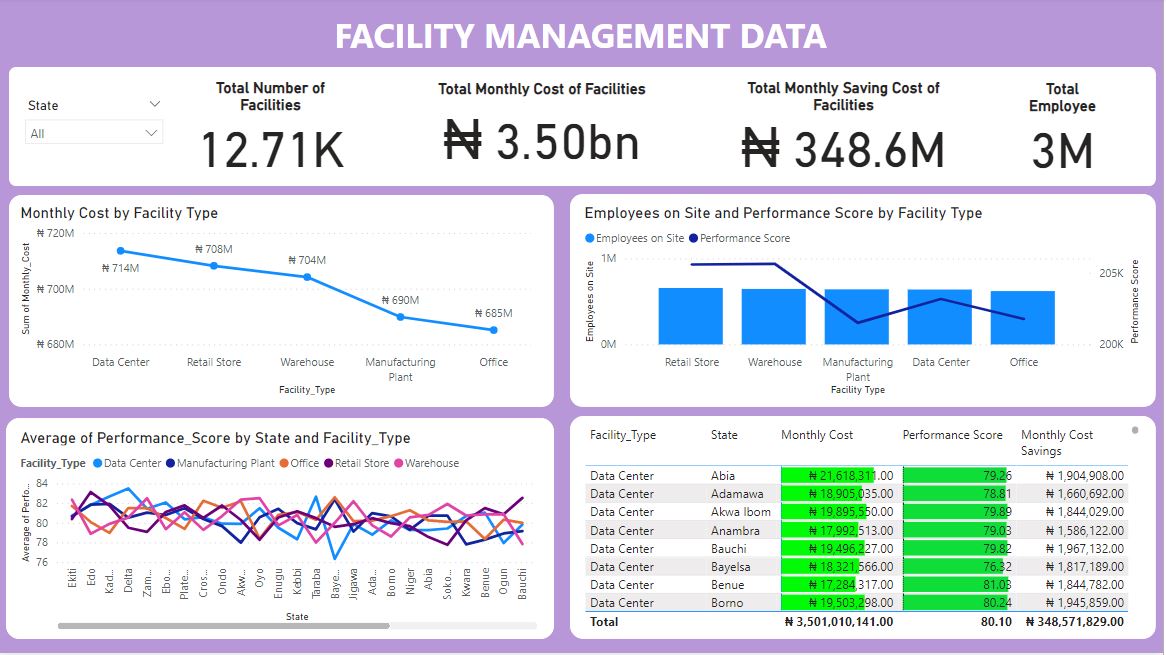 FACILITY MANAGEMENT DATA
State
All
Total Number of
Facilities
12.71K
Total Monthly Cost of Facilities
₦ 3.50bn
Total Monthly Saving Cost of
Facilities
₦ 348.6M
Total
Employee
3M
Monthly Cost by Facility Type
Sum of Monthly_Cost
₦ 720M
₦ 700M
₦ 680M
₦ 714M
₦ 708M
₦ 704M
₦ 690M
₦ 685M
Data Center
Retail Store
Warehouse
Manufacturing
Plant
Office
Facility_Type
Employees on Site and Performance Score by Facility Type
Employees on Site Performance Score
Employees on Site
1M
0M
205K
200K
Performance Score
Retail Store
Warehouse
Manufacturing
Plant
Data Center
Office
Facility Type
Average of Performance_Score by State and Facility_Type
Facility_Type Data Center Manufacturing Plant Office Retail Store Warehouse
Average of Perfo...
84
82
80
78
76
Ekiti
Edo
Kad...
Delta
Zam...
Ebo...
Plate...
Cros...
Ondo
Akw...
Oyo
Enugu
Kebbi
Taraba
Baye...
Jigawa
Ada...
Borno
Niger
Abia
Soko...
Kwara
Benue
Ogun
Bauchi
State
Facility_Type State Monthly Cost Performance Score Monthly Cost
Savings
Data Center Abia ₦ 21,618,311.00 79.26 ₦ 1,904,908.00
Data Center Adamawa ₦ 18,905,035.00 78.81 ₦ 1,660,692.00
Data Center Akwa Ibom ₦ 19,895,550.00 79.89 ₦ 1,844,029.00
Data Center Anambra ₦ 17,992,513.00 79.03 ₦ 1,586,122.00
Data Center Bauchi ₦ 19,496,227.00 79.82 ₦ 1,967,132.00
Data Center Bayelsa ₦ 18,321,566.00 76.32 ₦ 1,817,189.00
Data Center Benue ₦ 17,284,317.00 81.03 ₦ 1,844,782.00
Data Center Borno ₦ 19,503,298.00 80.24 ₦ 1,945,859.00
Total ₦ 3,501,010,141.00 80.10 ₦ 348,571,829.00